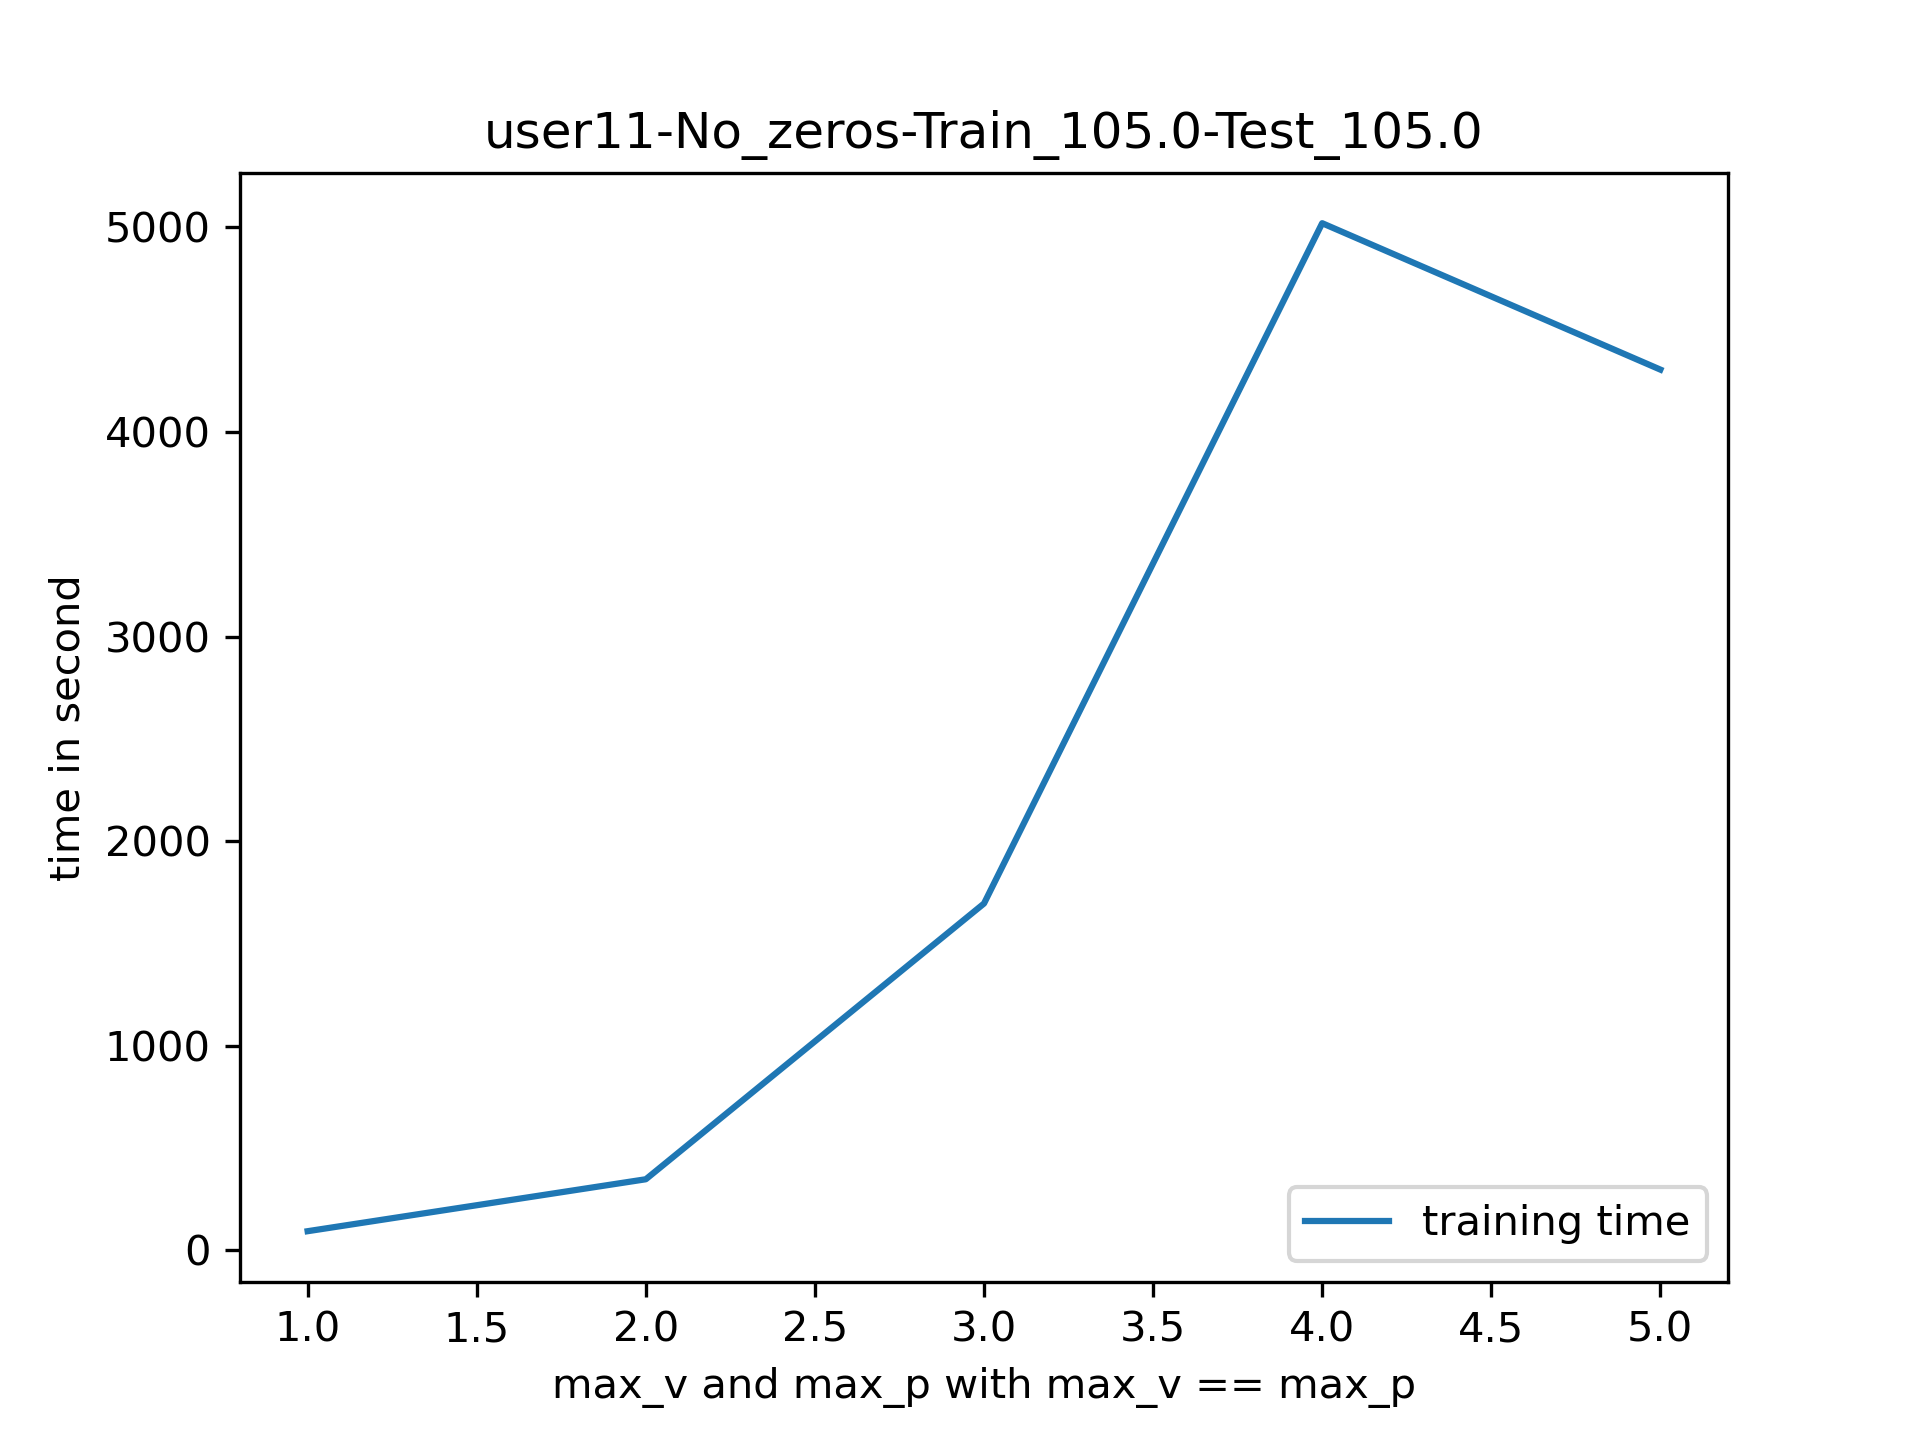 user11-No_zeros-Train_105.0-Test_105.0
5000
4000
3000
2000
1000
0
time in second
training time
1.0 1.5 2.0 2.5 3.0 3.5 4.0 4.5 5.0
max_v and max_p with max_v == max_p